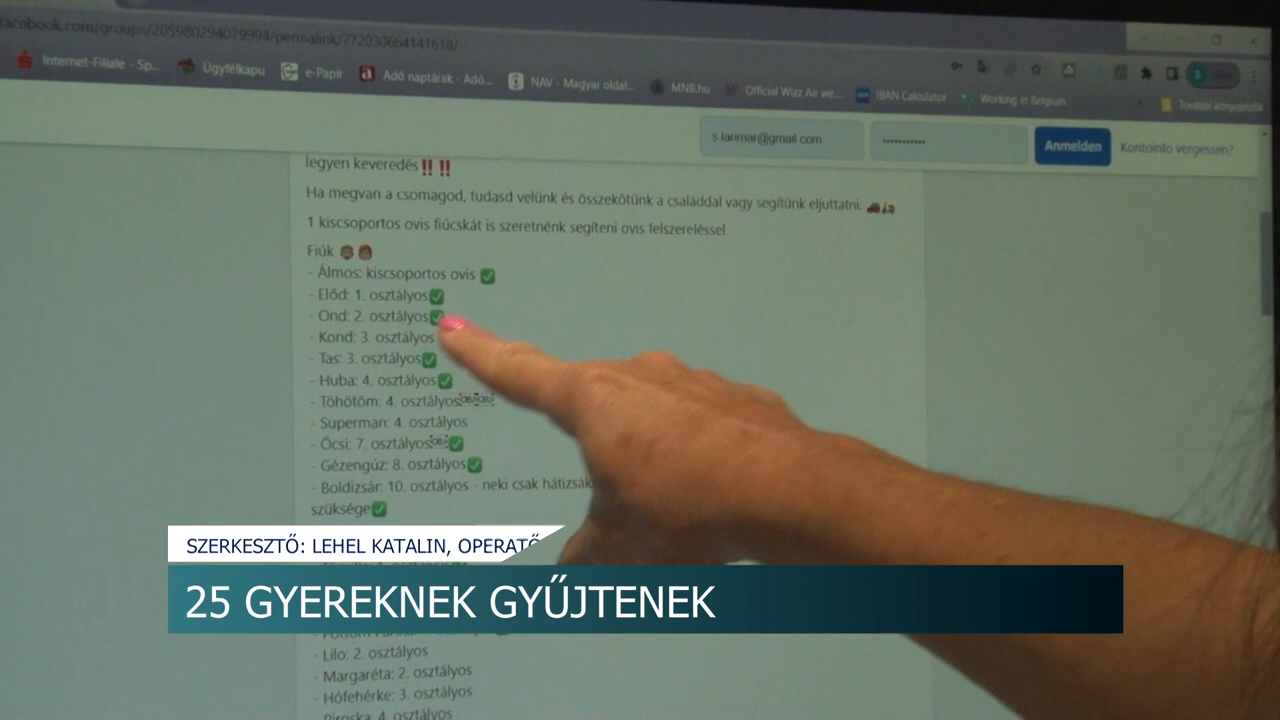 facebook.com/groups/205980294079994/permalink/772030664141618/
Internet-Filiale - Sp... Ügyfélkapu e-Papír Adó naptárak - Adó... NAV - Magyar oldal... MNB.hu Official Wizz Air we... IBAN Calculator Working in Belgium További könyvjelzők
s.lanmar@gmail.com ••••••••••• Anmelden Kontoinfo vergessen?
legyen keveredés‼️ ‼️
Ha megvan a csomagod, tudasd velünk és összekötünk a családdal vagy segítünk eljuttatni. 🚗🛵
1 kiscsoportos ovis fiúcskát is szeretnénk segíteni ovis felszereléssel
Fiúk
- Álmos: kiscsoportos ovis ✅
- Előd: 1. osztályos✅
- Ond: 2. osztályos✅
- Kond: 3. osztályos
- Tas: 3. osztályos✅
- Huba: 4. osztályos✅
- Töhötöm: 4. osztályos
- Superman: 4. osztályos
- Öcsi: 7. osztályos✅
- Gézengúz: 8. osztályos✅
- Boldizsár: 10. osztályos - neki csak hátizsák
szüksége✅
SZERKESZTŐ: LEHEL KATALIN, OPERATŐ
25 GYEREKNEK GYŰJTENEK
- Lilo: 2. osztályos
- Margaréta: 2. osztályos
- Hófehérke: 3. osztályos
- Piroska: 4. osztályos